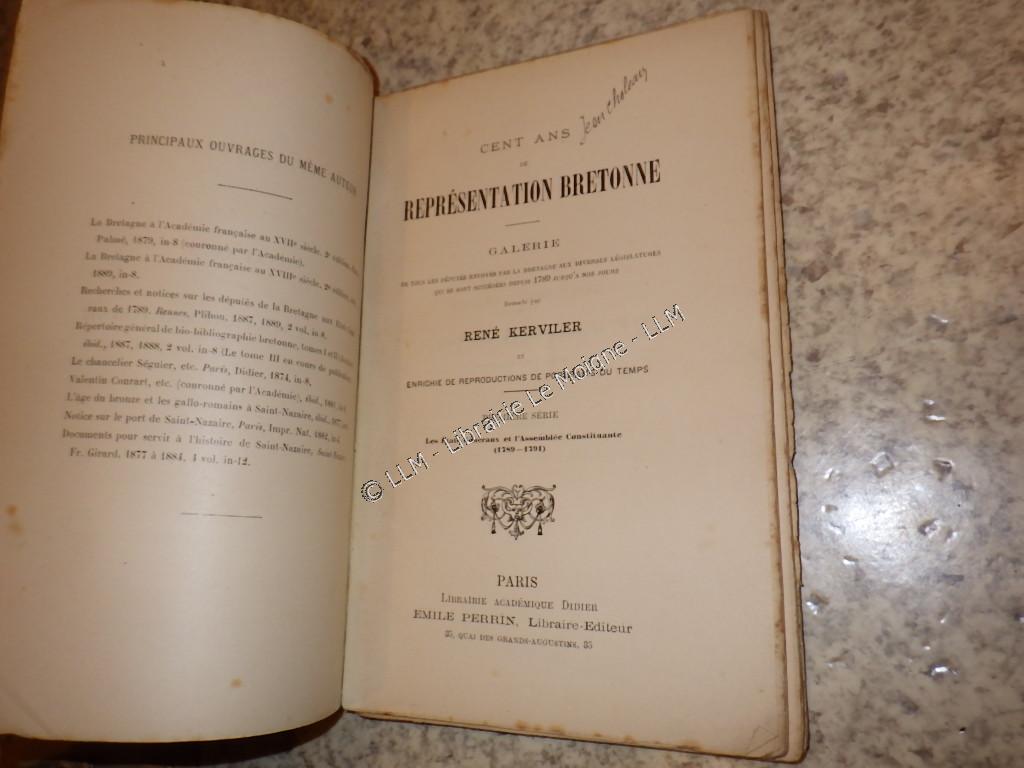 PRINCIPAUX OUVRAGES DU MÊME AUTEUR
La Bretagne à l'Académie française au XVIIe siècle. 2e édition,
Palmé, 1879, in-8 (couronné par l'Académie).
La Bretagne à l'Académie française au XVIIIe siècle. 2e édition,
1889, in-8.
Recherches et notices sur les députés de la Bretagne aux
raux de 1789. Rennes, Plihon, 1887, 1889, 2 vol. in-8.
Répertoire général de bio-bibliographie bretonne, tomes I et II
ibid., 1887, 1888, 2 vol. in-8 (Le tome III en cours de publication
Le chancelier Séguier, etc. Paris, Didier, 1874, in-8.
Valentin Conrart, etc. (couronné par l'Académie), ibid., 1881,
L'âge du bronze et les gallo-romains à Saint-Nazaire, ibid., 1877,
Notice sur le port de Saint-Nazaire, Paris, Impr. Nat. 1882,
Documents pour servir à l'histoire de Saint-Nazaire, Saint-Nazaire
Fr. Girard, 1877 à 1884, 4 vol. in-12.
Jean
CENT ANS
DE
REPRÉSENTATION BRETONNE
GALERIE
DE TOUS LES DÉPUTÉS ENVOYÉS PAR LA BRETAGNE AUX DIVERSES LÉGISLATURES
QUI SE SONT SUCCÉDÉES DEPUIS 1789 JUSQU'A NOS JOURS
dressée par
RENÉ KERVILER
ET
ENRICHIE DE REPRODUCTIONS DE DU TEMPS
SÉRIE
Les et l'Assemblée Constituante
(1789-1791)
© LLM - Librairie Le Moigne - LLM
PARIS
LIBRAIRIE ACADÉMIQUE DIDIER
EMILE PERRIN, Libraire-Editeur
35, QUAI DES GRANDS-AUGUSTINS, 35